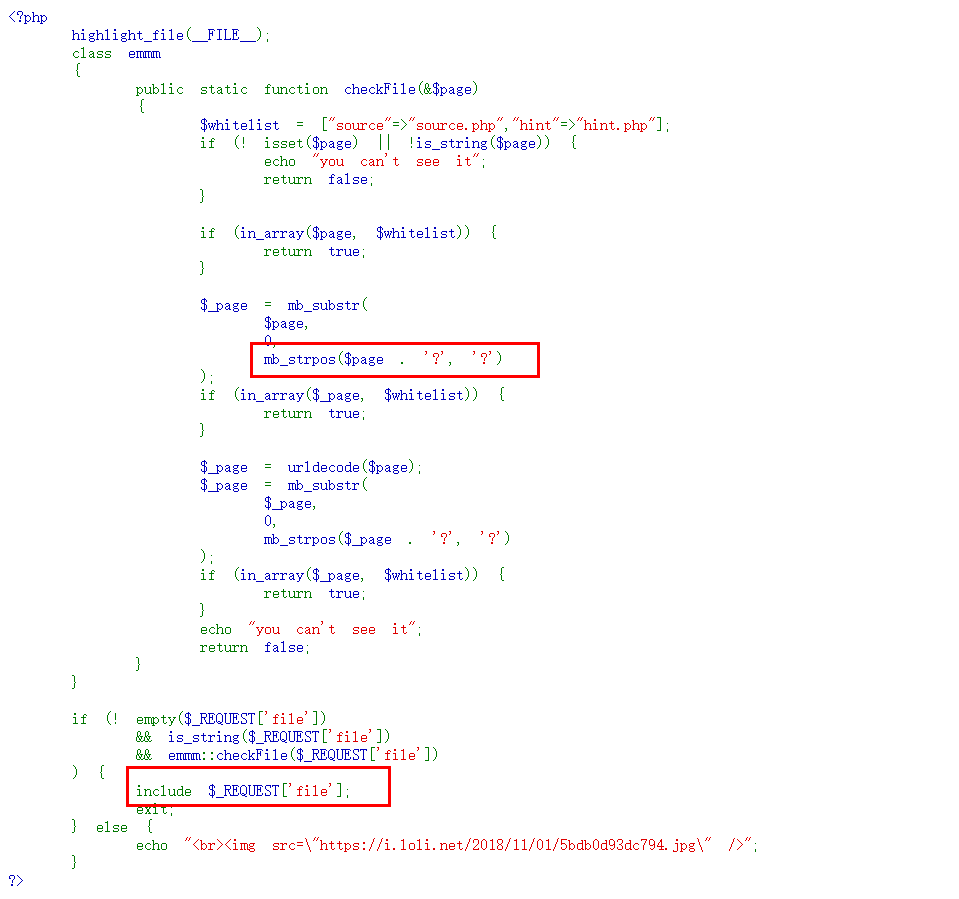 <?php
highlight_file(__FILE__);
class emmm
{
public static function checkFile(&$page)
{
$whitelist = ["source"=>"source.php","hint"=>"hint.php"];
if (! isset($page) || !is_string($page)) {
echo "you can't see it";
return false;
}
if (in_array($page, $whitelist)) {
return true;
}
$_page = mb_substr(
$page,
0,
mb_strpos($page . '?', '?')
);
if (in_array($_page, $whitelist)) {
return true;
}
$_page = urldecode($page);
$_page = mb_substr(
$_page,
0,
mb_strpos($_page . '?', '?')
);
if (in_array($_page, $whitelist)) {
return true;
}
echo "you can't see it";
return false;
}
}
if (! empty($_REQUEST['file'])
&& is_string($_REQUEST['file'])
&& emmm::checkFile($_REQUEST['file'])
) {
include $_REQUEST['file'];
exit;
} else {
echo "<br><img src=\"https://i.loli.net/2018/11/01/5bdb0d93dc794.jpg\" />";
}
?>